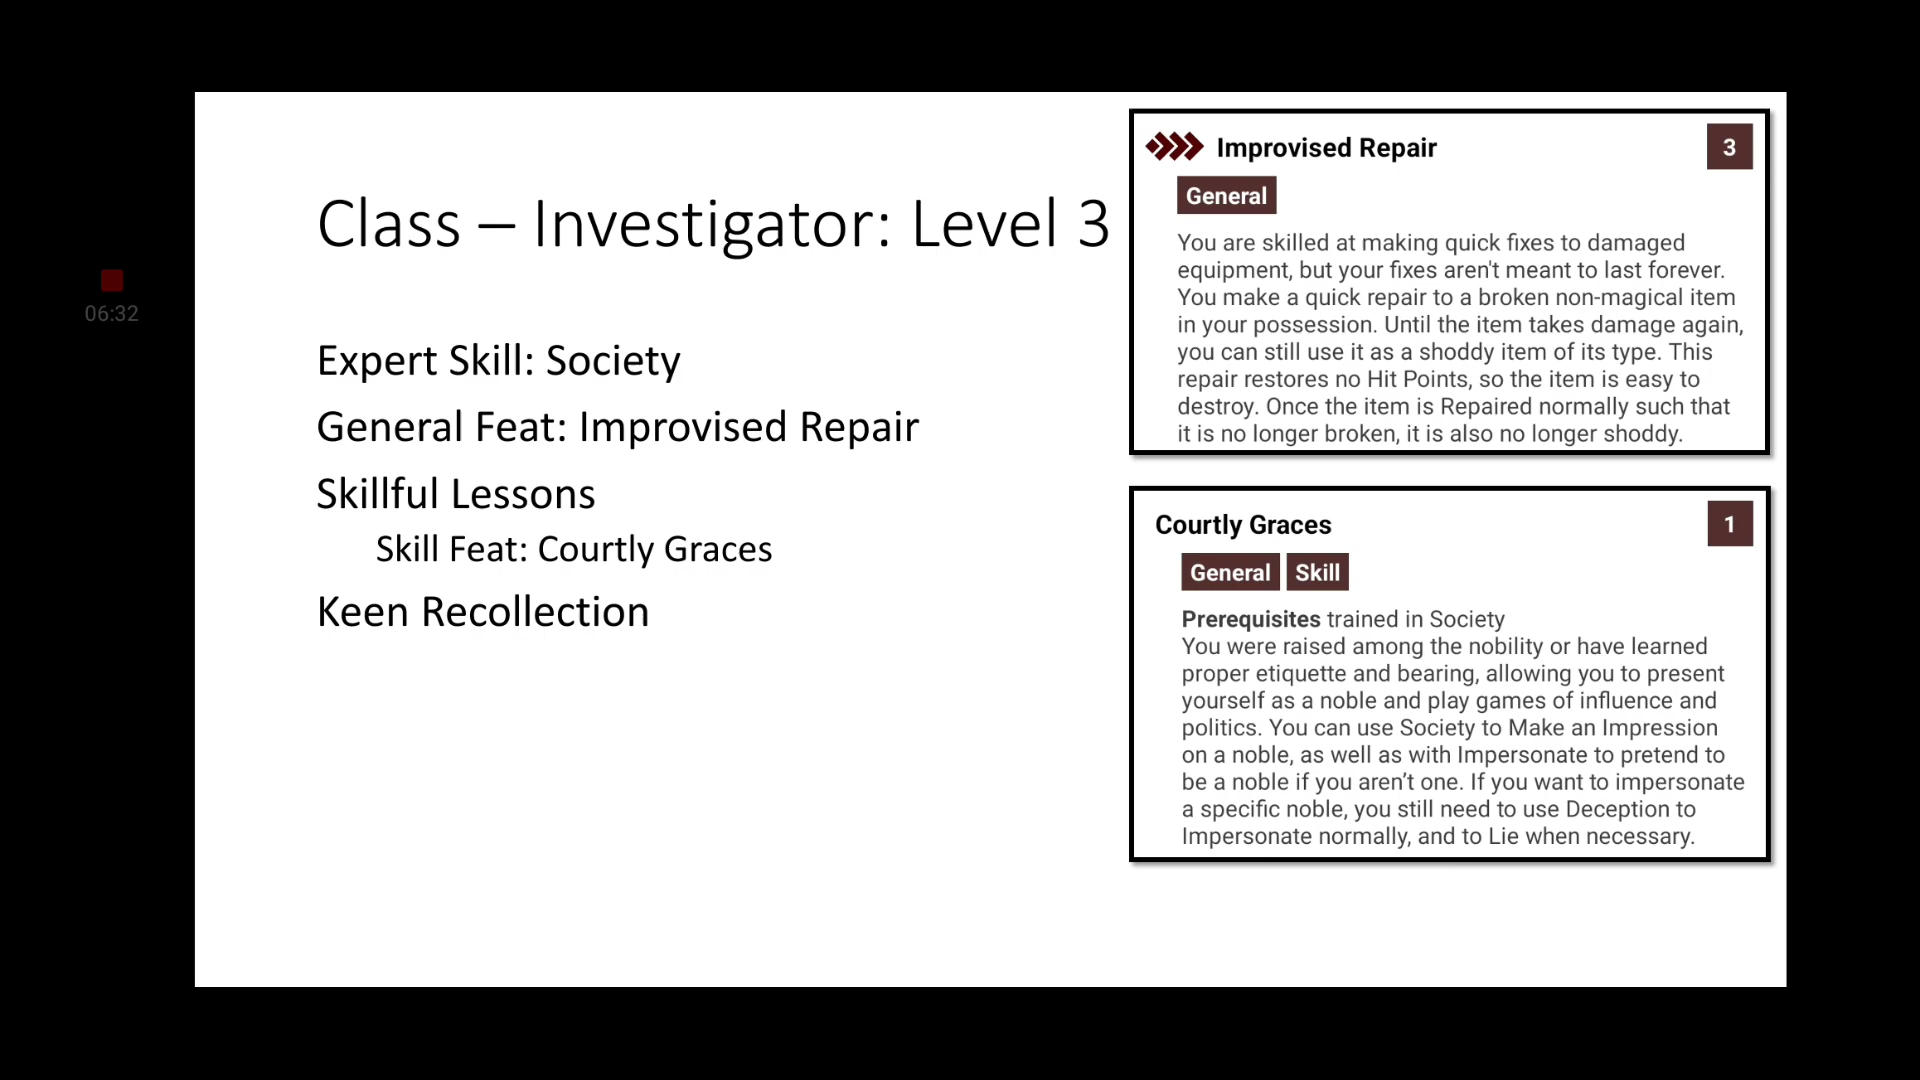 06:32
Class – Investigator: Level 3
Expert Skill: Society
General Feat: Improvised Repair
Skillful Lessons
Skill Feat: Courtly Graces
Keen Recollection
Improvised Repair 3
General
You are skilled at making quick fixes to damaged
equipment, but your fixes aren't meant to last forever.
You make a quick repair to a broken non-magical item
in your possession. Until the item takes damage again,
you can still use it as a shoddy item of its type. This
repair restores no Hit Points, so the item is easy to
destroy. Once the item is Repaired normally such that
it is no longer broken, it is also no longer shoddy.
Courtly Graces 1
General Skill
Prerequisites trained in Society
You were raised among the nobility or have learned
proper etiquette and bearing, allowing you to present
yourself as a noble and play games of influence and
politics. You can use Society to Make an Impression
on a noble, as well as with Impersonate to pretend to
be a noble if you aren’t one. If you want to impersonate
a specific noble, you still need to use Deception to
Impersonate normally, and to Lie when necessary.